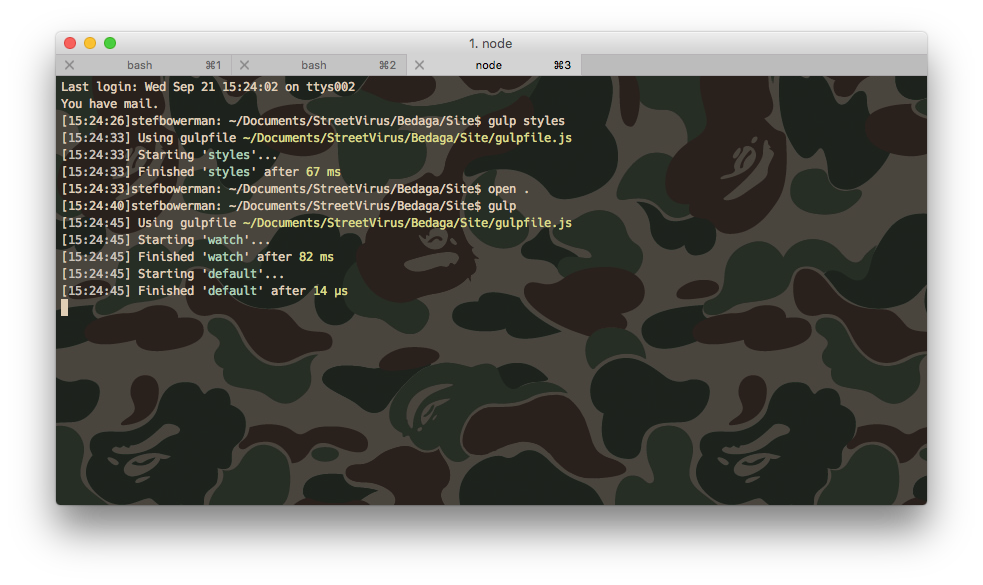 1. node
bash ⌘1 bash ⌘2 node ⌘3
Last login: Wed Sep 21 15:24:02 on ttys002
You have mail.
[15:24:26]stefbowerman: ~/Documents/StreetVirus/Bedaga/Site$ gulp styles
[15:24:33] Using gulpfile ~/Documents/StreetVirus/Bedaga/Site/gulpfile.js
[15:24:33] Starting 'styles'...
[15:24:33] Finished 'styles' after 67 ms
[15:24:33]stefbowerman: ~/Documents/StreetVirus/Bedaga/Site$ open .
[15:24:40]stefbowerman: ~/Documents/StreetVirus/Bedaga/Site$ gulp
[15:24:45] Using gulpfile ~/Documents/StreetVirus/Bedaga/Site/gulpfile.js
[15:24:45] Starting 'watch'...
[15:24:45] Finished 'watch' after 82 ms
[15:24:45] Starting 'default'...
[15:24:45] Finished 'default' after 14 μs